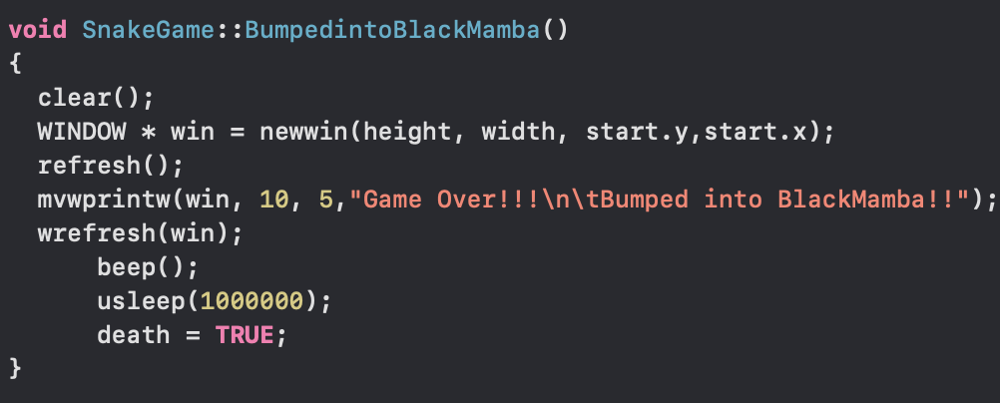 void SnakeGame::BumpedintoBlackMamba()
{
  clear();
  WINDOW * win = newwin(height, width, start.y,start.x);
  refresh();
  mvwprintw(win, 10, 5,"Game Over!!!\n\tBumped into BlackMamba!!");
  wrefresh(win);
      beep();
      usleep(1000000);
      death = TRUE;
}